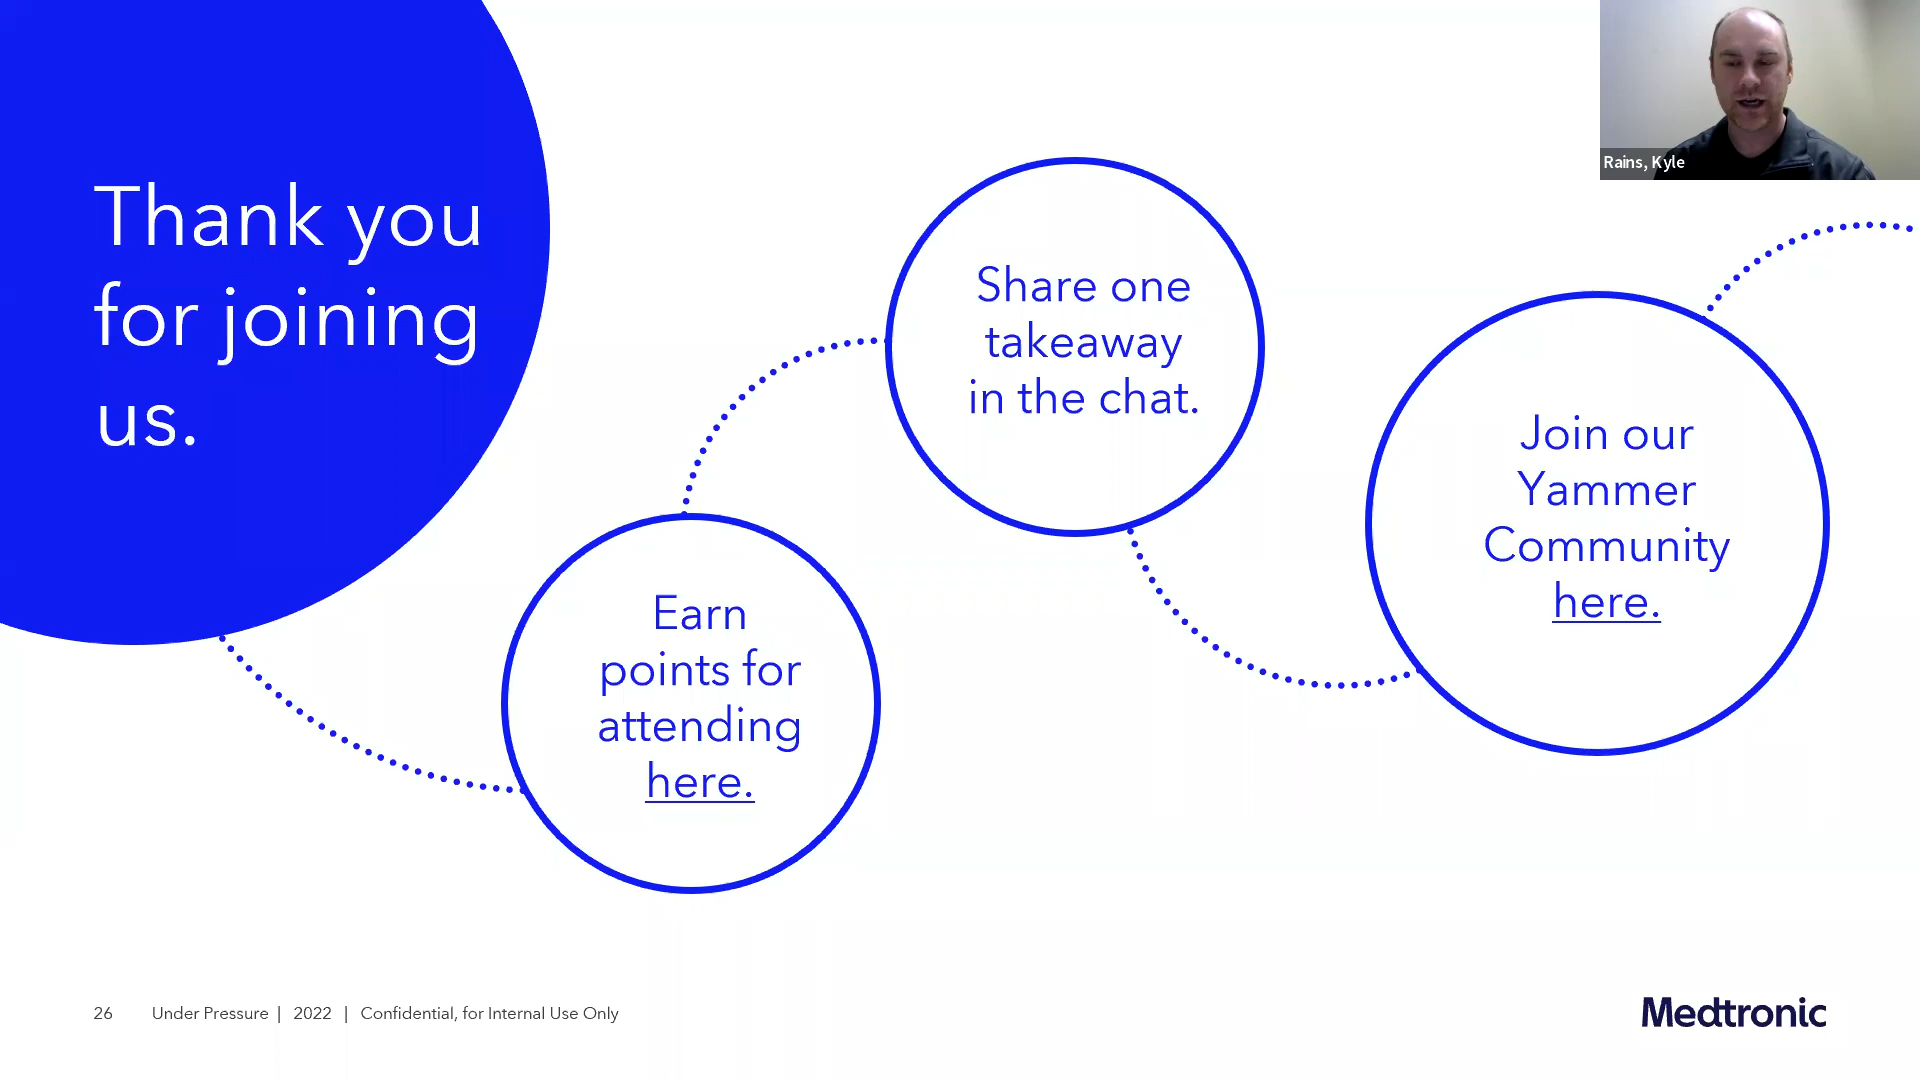 Thank you
for joining
us.
Earn
points for
attending
here.
Share one
takeaway
in the chat.
Join our
Yammer
Community
here.
Rains, Kyle
26 Under Pressure | 2022 | Confidential, for Internal Use Only
Medtronic